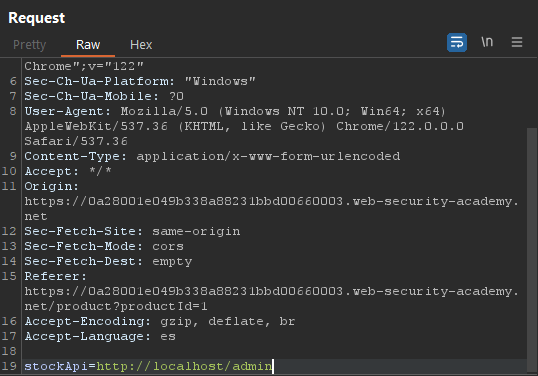 Request
Pretty Raw Hex \n
Chrome";v="122"
6 Sec-Ch-Ua-Platform: "Windows"
7 Sec-Ch-Ua-Mobile: ?0
8 User-Agent: Mozilla/5.0 (Windows NT 10.0; Win64; x64)
AppleWebKit/537.36 (KHTML, like Gecko) Chrome/122.0.0.0
Safari/537.36
9 Content-Type: application/x-www-form-urlencoded
10 Accept: */*
11 Origin:
https://0a28001e049b338a88231bbd00660003.web-security-academy.
net
12 Sec-Fetch-Site: same-origin
13 Sec-Fetch-Mode: cors
14 Sec-Fetch-Dest: empty
15 Referer:
https://0a28001e049b338a88231bbd00660003.web-security-academy.
net/product?productId=1
16 Accept-Encoding: gzip, deflate, br
17 Accept-Language: es
18
19 stockApi=http://localhost/admin